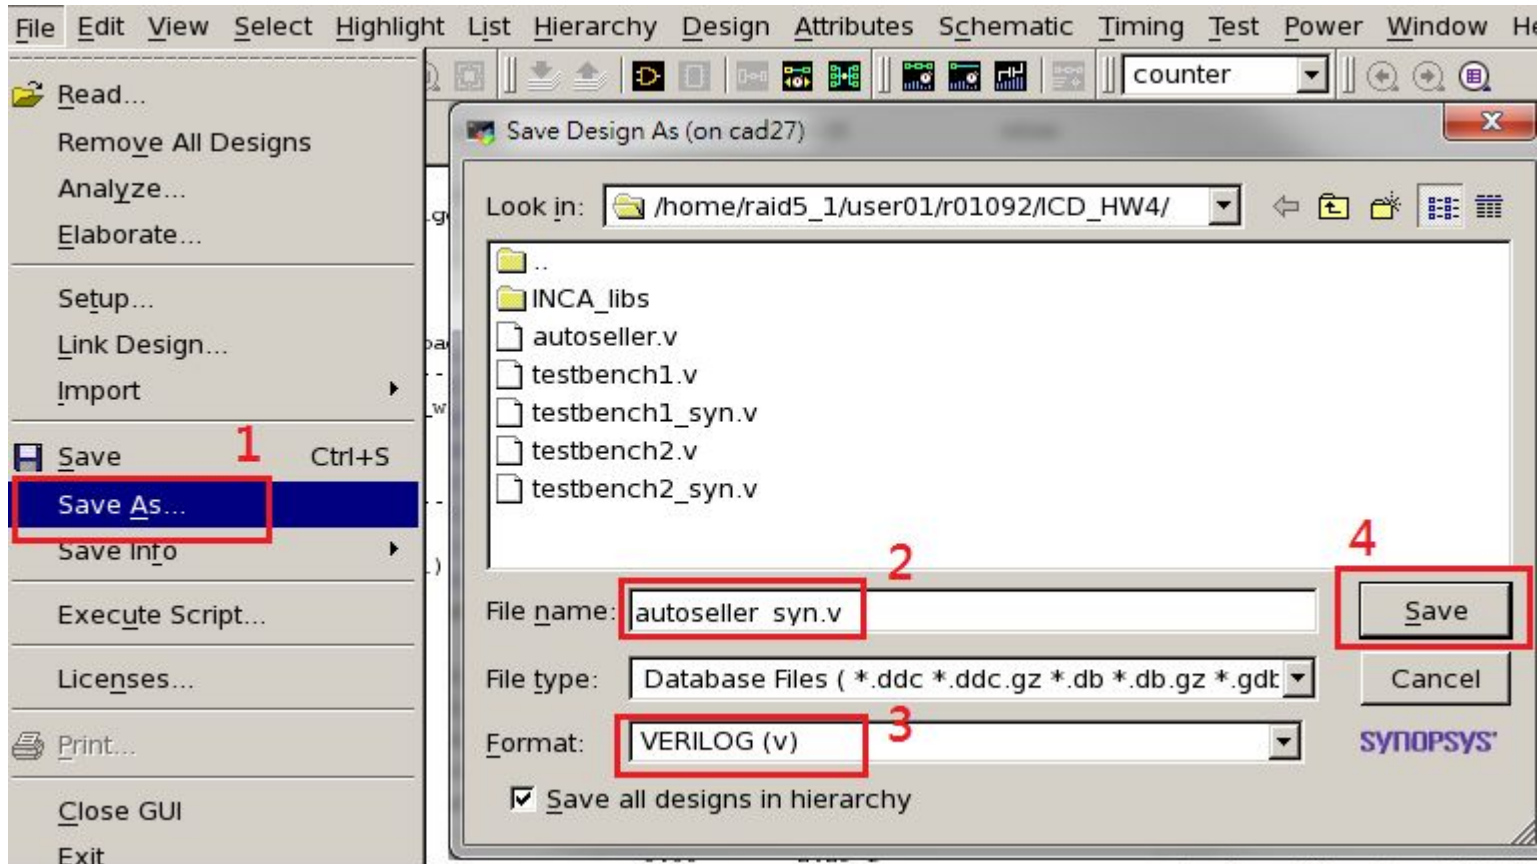 File Edit View Select Highlight List Hierarchy Design Attributes Schematic Timing Test Power Window He
Read...
Remove All Designs
Analyze...
Elaborate...
Setup...
Link Design...
Import
1
Save Ctrl+S
Save As...
Save Info
Execute Script...
Licenses...
Print...
Close GUI
Exit
counter
Save Design As (on cad27)
x
Look in: /home/raid5_1/user01/r01092/ICD_HW4/
..
INCA_libs
autoseller.v
testbench1.v
testbench1_syn.v
testbench2.v
testbench2_syn.v
2
4
File name: autoseller_syn.v Save
File type: Database Files ( *.ddc *.ddc.gz *.db *.db.gz *.gdb Cancel
3
Format: VERILOG (v) SYNOPSYS®
Save all designs in hierarchy